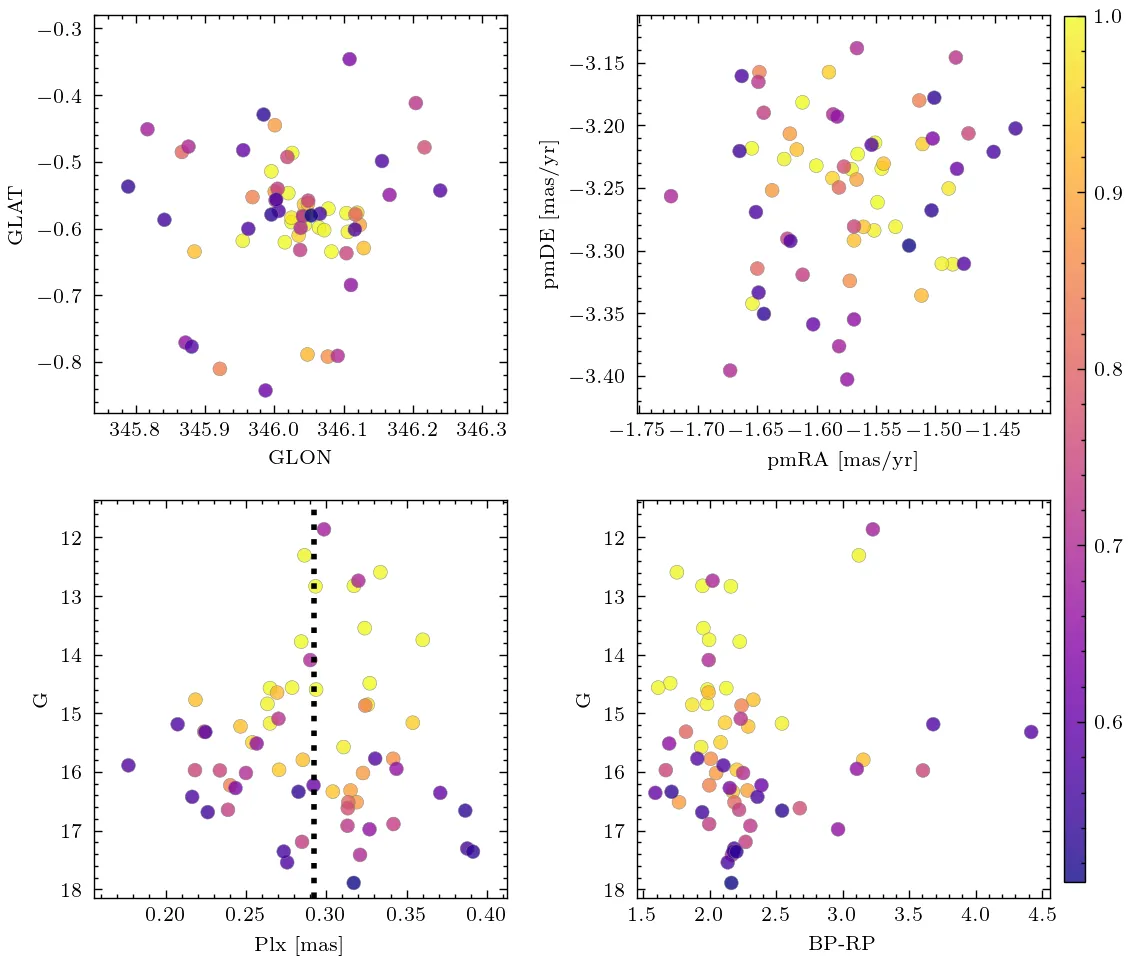 −0.3
−0.4
−0.5
−0.6
−0.7
−0.8
GLAT
345.8 345.9 346.0 346.1 346.2 346.3
GLON
−3.15
−3.20
−3.25
−3.30
−3.35
−3.40
pmDE [mas/yr]
−1.75 −1.70 −1.65 −1.60 −1.55 −1.50 −1.45
pmRA [mas/yr]
1.0
0.9
0.8
0.7
0.6
12
13
14
15
16
17
18
G
0.20 0.25 0.30 0.35 0.40
Plx [mas]
12
13
14
15
16
17
18
G
1.5 2.0 2.5 3.0 3.5 4.0 4.5
BP-RP